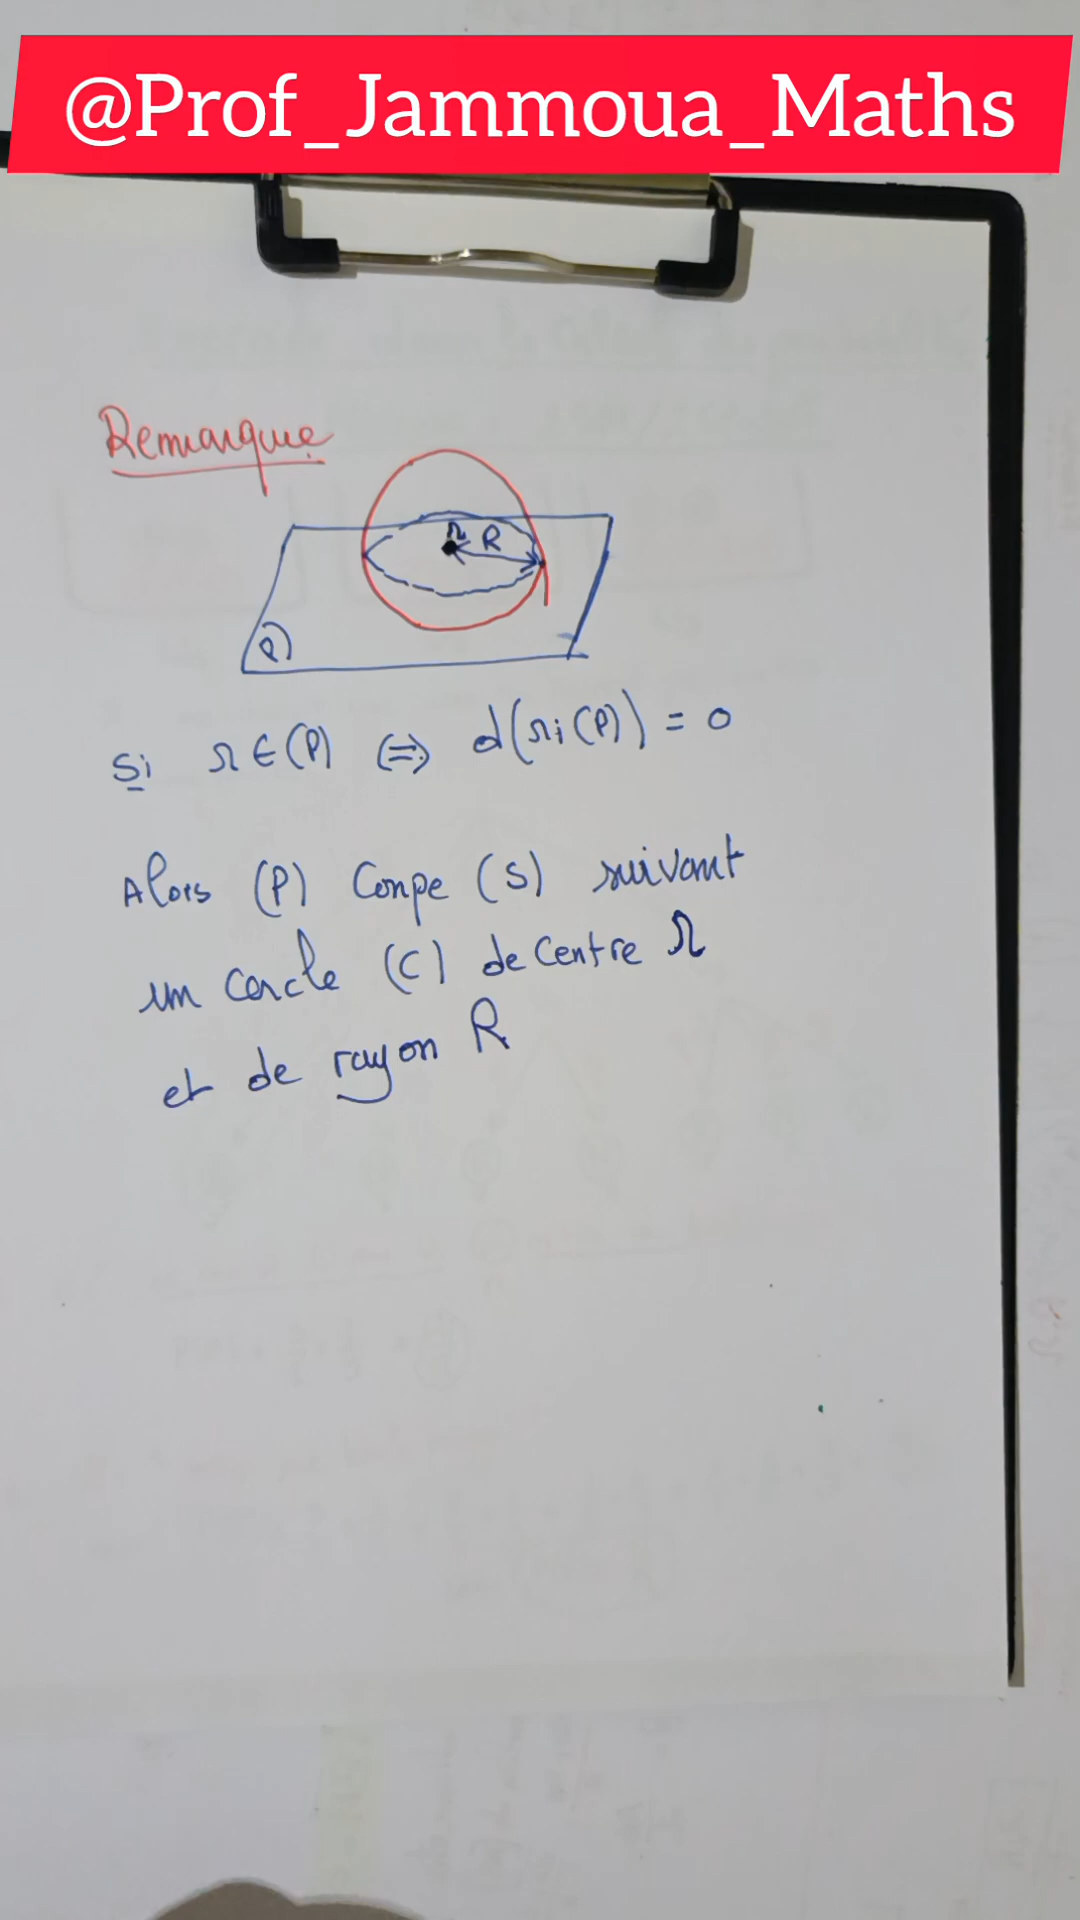 @Prof_Jammoua_Maths
Remarque
Ω R
(P)
Si Ω ∈ (P) ⇔ d(Ω; (P)) = 0
Alors (P) Coupe (S) suivant
un cercle (C) de Centre Ω
et de rayon R